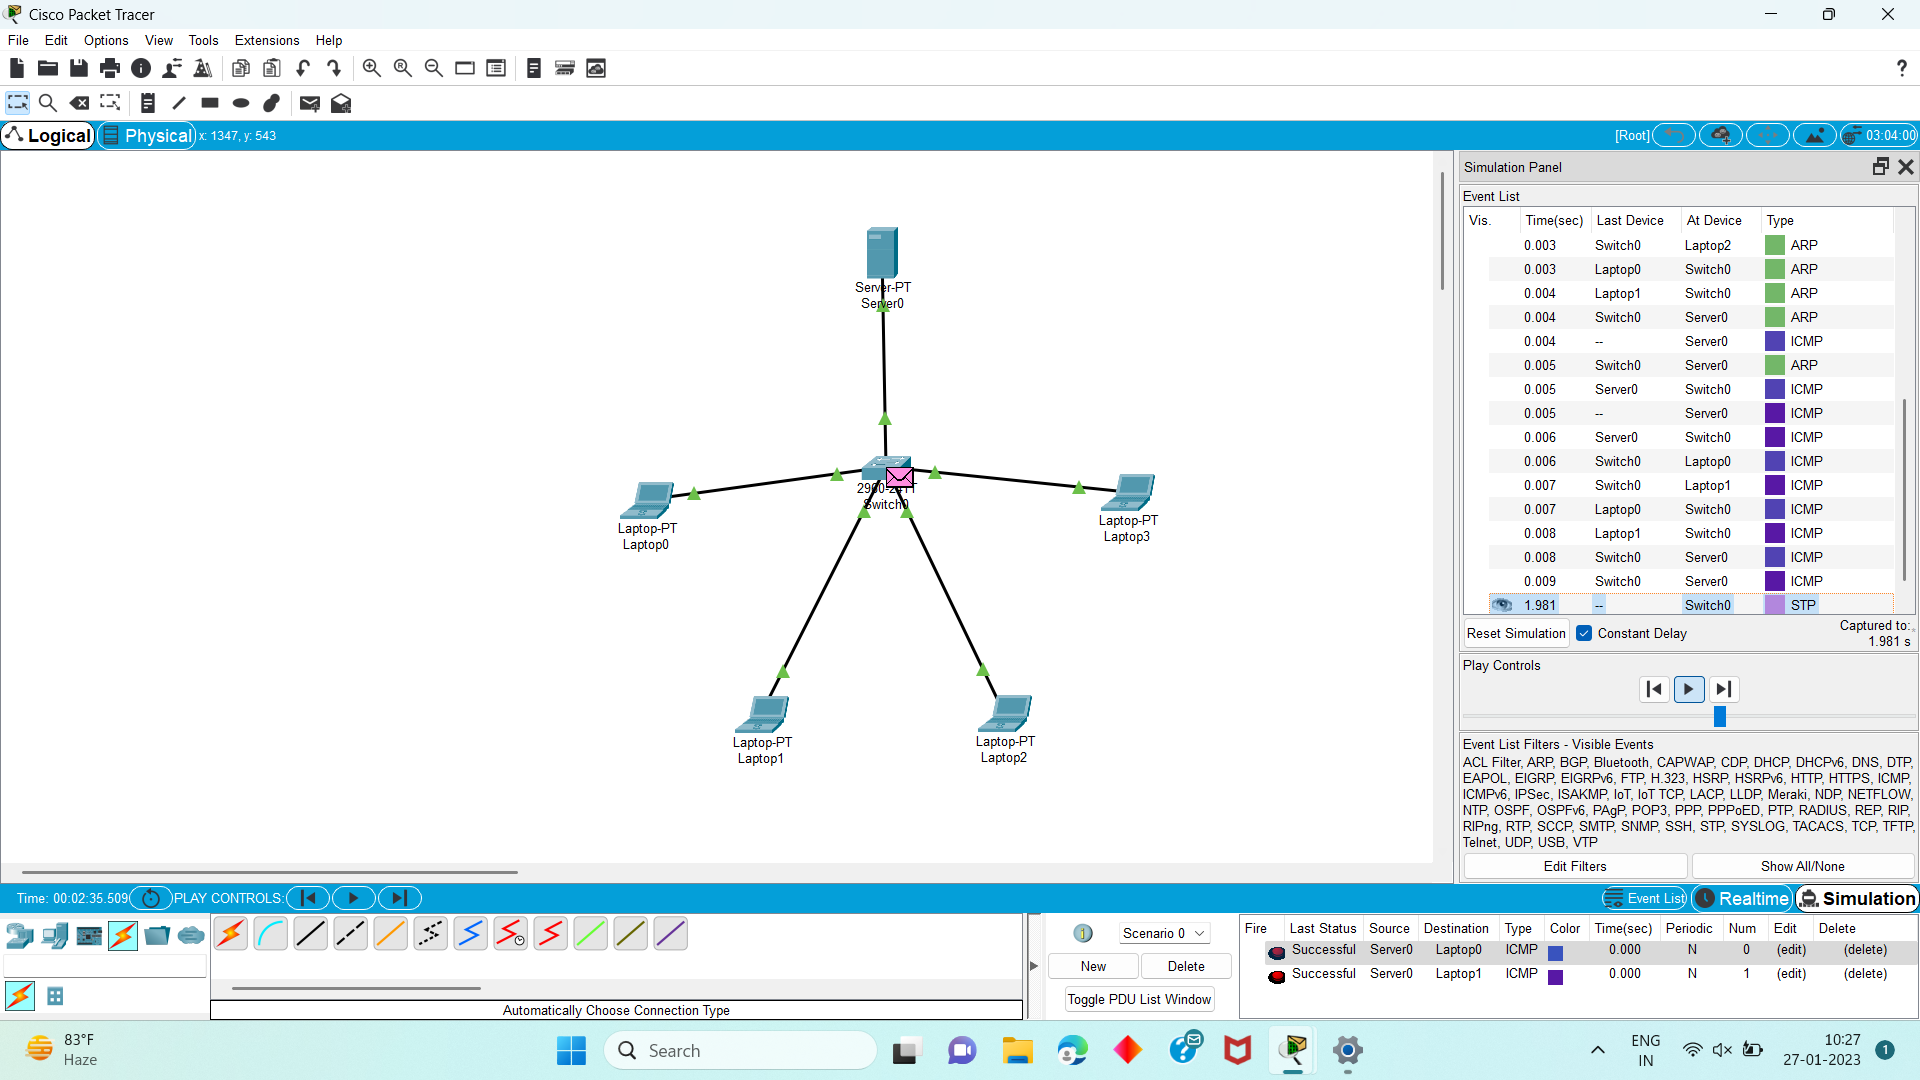 Cisco Packet Tracer
File Edit Options View Tools Extensions Help
?
Logical Physical x: 1347, y: 543 [Root] 03:04:00
Simulation Panel
Event List
Vis. Time(sec) Last Device At Device Type
0.003 Switch0 Laptop2 ARP
0.003 Laptop0 Switch0 ARP
0.004 Laptop1 Switch0 ARP
0.004 Switch0 Server0 ARP
0.004 -- Server0 ICMP
0.005 Switch0 Server0 ARP
0.005 Server0 Switch0 ICMP
0.005 -- Server0 ICMP
0.006 Server0 Switch0 ICMP
0.006 Switch0 Laptop0 ICMP
0.007 Switch0 Laptop1 ICMP
0.007 Laptop0 Switch0 ICMP
0.008 Laptop1 Switch0 ICMP
0.008 Switch0 Server0 ICMP
0.009 Switch0 Server0 ICMP
1.981 -- Switch0 STP
Reset Simulation Constant Delay Captured to:
1.981 s
Play Controls
Event List Filters - Visible Events
ACL Filter, ARP, BGP, Bluetooth, CAPWAP, CDP, DHCP, DHCPv6, DNS, DTP,
EAPOL, EIGRP, EIGRPv6, FTP, H.323, HSRP, HSRPv6, HTTP, HTTPS, ICMP,
ICMPv6, IPSec, ISAKMP, IoT, IoT TCP, LACP, LLDP, Meraki, NDP, NETFLOW,
NTP, OSPF, OSPFv6, PAgP, POP3, PPP, PPPoED, PTP, RADIUS, REP, RIP,
RIPng, RTP, SCCP, SMTP, SNMP, SSH, STP, SYSLOG, TACACS, TCP, TFTP,
Telnet, UDP, USB, VTP
Edit Filters Show All/None
Server-PT
Server0
Switch0
Laptop-PT
Laptop0
Laptop-PT
Laptop3
Laptop-PT
Laptop1
Laptop-PT
Laptop2
Time: 00:02:35.509 PLAY CONTROLS: Event List Realtime Simulation
Automatically Choose Connection Type
1 Scenario 0
New Delete
Toggle PDU List Window
Fire Last Status Source Destination Type Color Time(sec) Periodic Num Edit Delete
Successful Server0 Laptop0 ICMP 0.000 N 0 (edit) (delete)
Successful Server0 Laptop1 ICMP 0.000 N 1 (edit) (delete)
83°F
Haze
Search
ENG
IN
10:27
27-01-2023
1